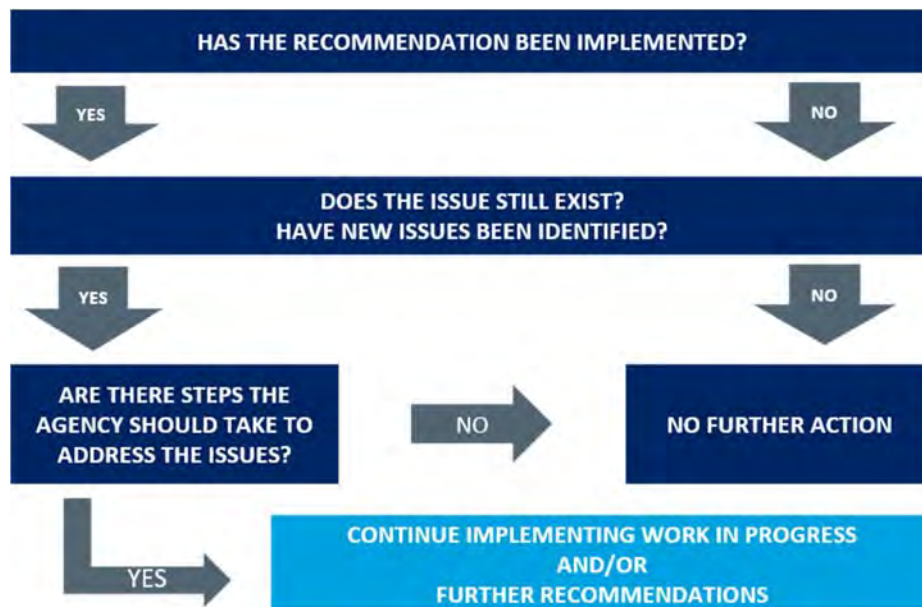 HAS THE RECOMMENDATION BEEN IMPLEMENTED?
YES
NO
DOES THE ISSUE STILL EXIST?
HAVE NEW ISSUES BEEN IDENTIFIED?
YES
NO
ARE THERE STEPS THE
AGENCY SHOULD TAKE TO
ADDRESS THE ISSUES?
NO
NO FURTHER ACTION
YES
CONTINUE IMPLEMENTING WORK IN PROGRESS
AND/OR
FURTHER RECOMMENDATIONS